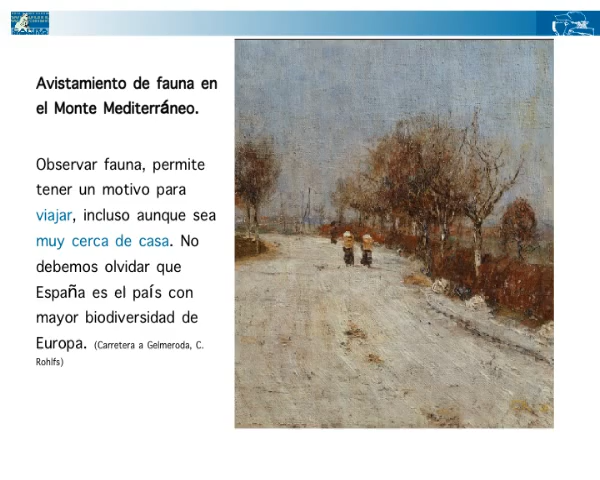 Avistamiento de fauna en
el Monte Mediterráneo.
Observar fauna, permite
tener un motivo para
viajar, incluso aunque sea
muy cerca de casa. No
debemos olvidar que
España es el país con
mayor biodiversidad de
Europa. (Carretera a Gelmeroda, C.
Rohlfs)